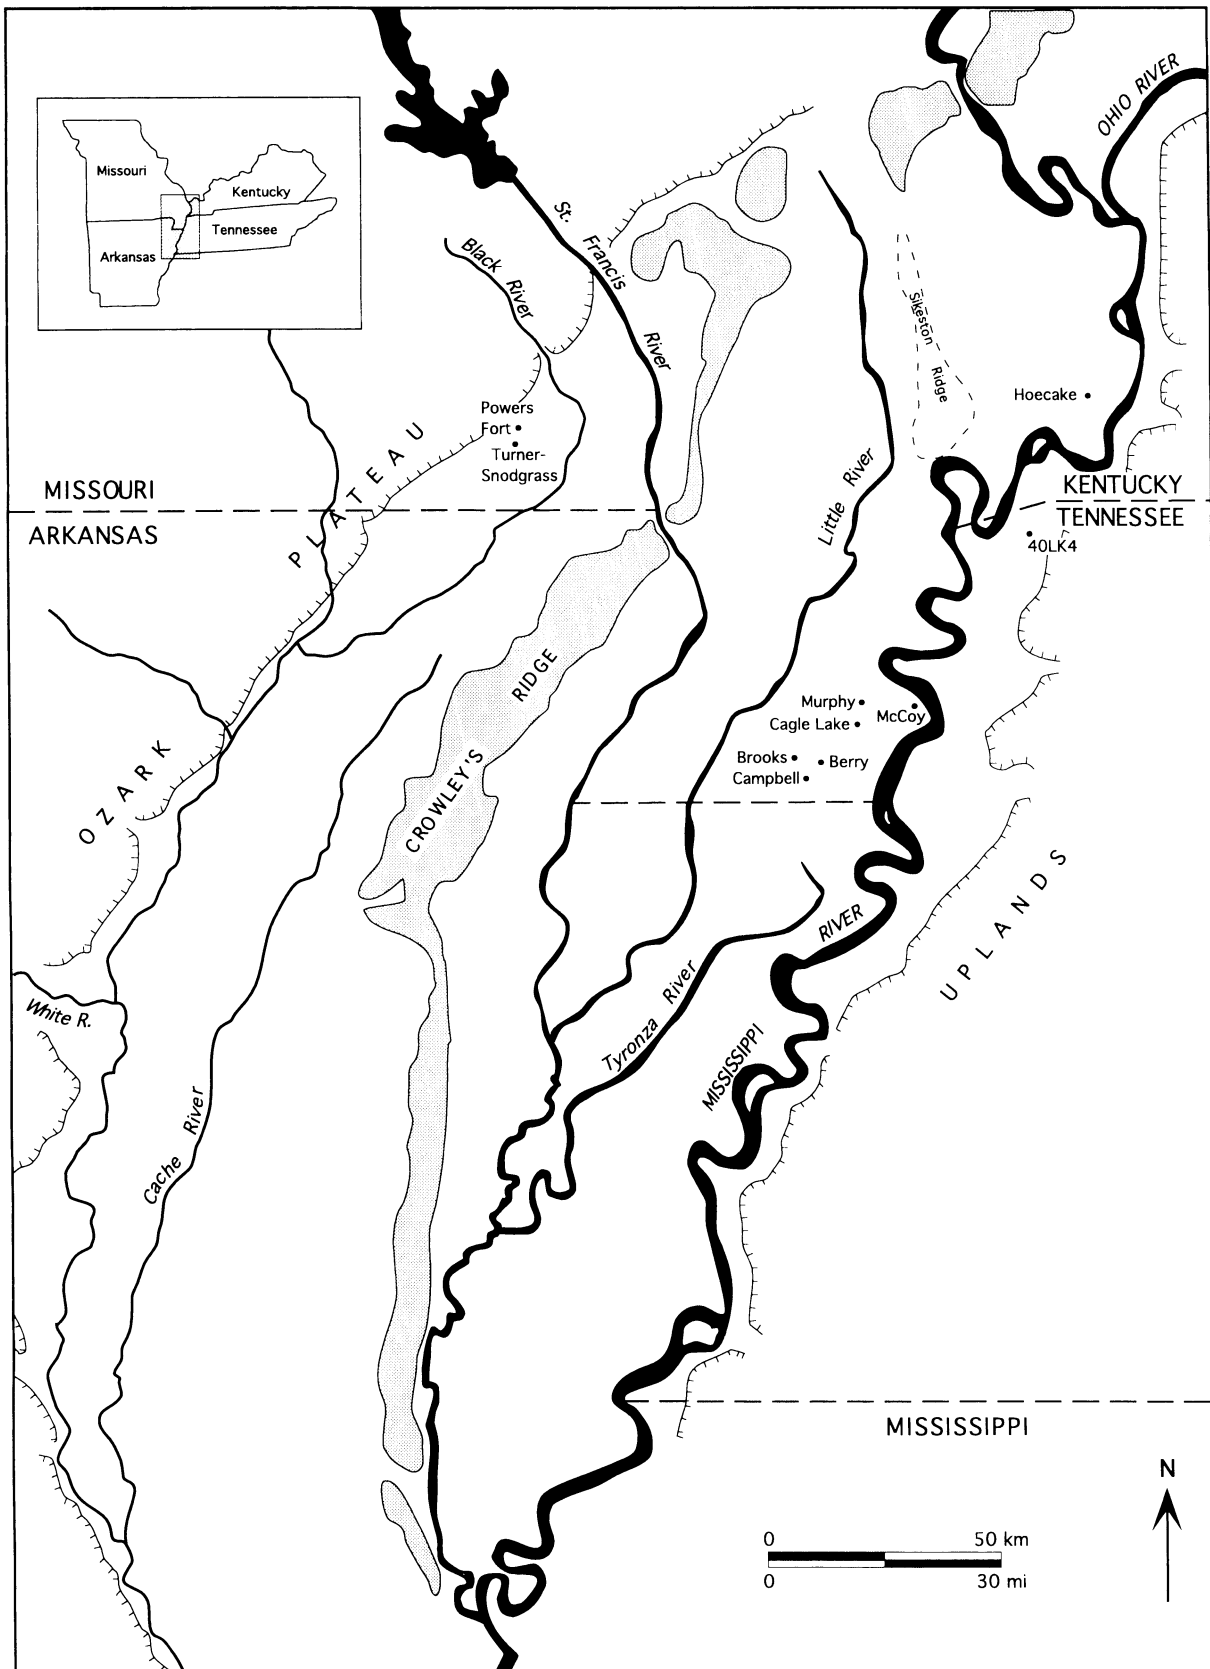 OHIO RIVER
Missouri
Kentucky
Tennessee
Arkansas
St. Francis River
Black River
Sikeston Ridge
Hoecake
Powers
Fort
Turner-
Snodgrass
Little River
PLATEAU
MISSOURI
ARKANSAS
KENTUCKY
TENNESSEE
40LK4
RIDGE
Murphy
McCoy
Cagle Lake
Brooks
Berry
Campbell
OZARK
CROWLEY'S
UPLANDS
RIVER
White R.
Tyronza River
MISSISSIPPI
Cache River
MISSISSIPPI
N
0 50 km
0 30 mi